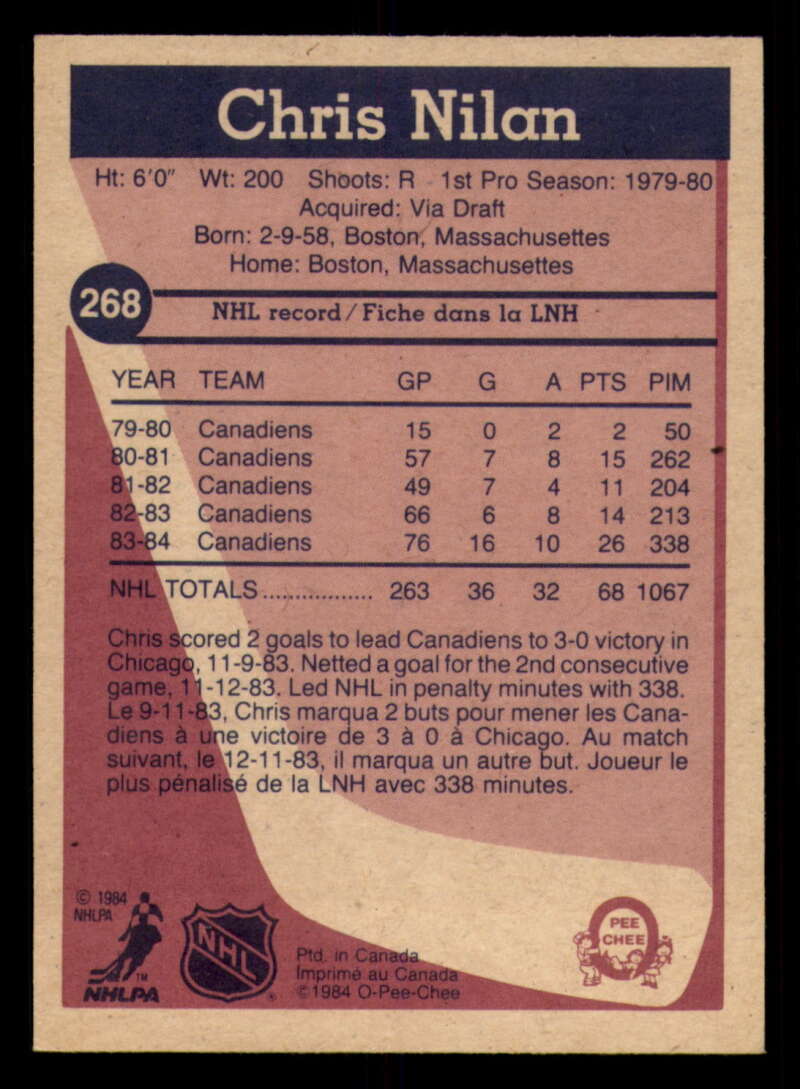 Chris Nilan
Ht: 6'0" Wt: 200 Shoots: R 1st Pro Season: 1979-80
Acquired: Via Draft
Born: 2-9-58, Boston, Massachusettes
Home: Boston, Massachusettes
268
NHL record/Fiche dans la LNH
YEAR TEAM GP G A PTS PIM
79-80 Canadiens 15 0 2 2 50
80-81 Canadiens 57 7 8 15 262
81-82 Canadiens 49 7 4 11 204
82-83 Canadiens 66 6 8 14 213
83-84 Canadiens 76 16 10 26 338
NHL TOTALS ................. 263 36 32 68 1067
Chris scored 2 goals to lead Canadiens to 3-0 victory in
Chicago, 11-9-83. Netted a goal for the 2nd consecutive
game, 11-12-83. Led NHL in penalty minutes with 338.
Le 9-11-83, Chris marqua 2 buts pour mener les Cana-
diens à une victoire de 3 à 0 à Chicago. Au match
suivant, le 12-11-83, il marqua un autre but. Joueur le
plus pénalisé de la LNH avec 338 minutes.
© 1984
NHLPA
TM
NHLPA
NHL
®
Ptd. in Canada
Imprimé au Canada
©1984 O-Pee-Chee
PEE
CHEE